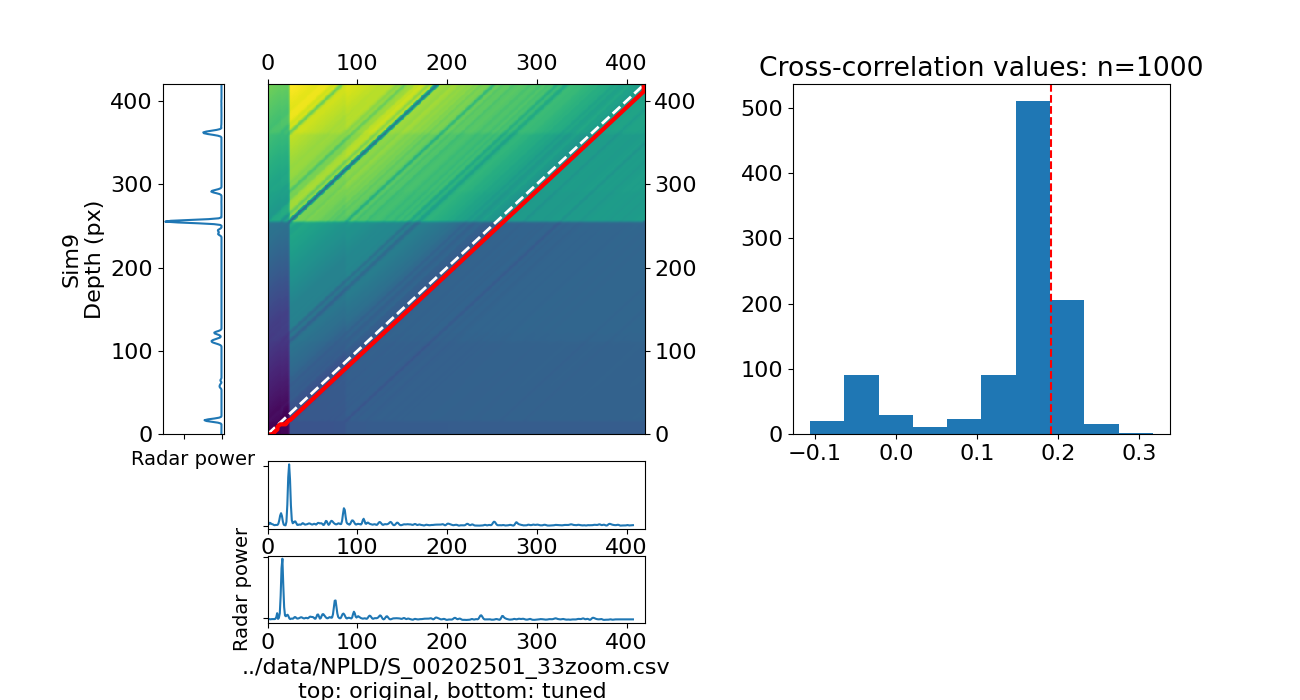 0 100 200 300 400
Cross-correlation values: n=1000
400
300
200
100
0
Sim9
Depth (px)
Radar power
400
300
200
100
0
500
400
300
200
100
0
−0.1 0.0 0.1 0.2 0.3
0 100 200 300 400
Radar power
0 100 200 300 400
../data/NPLD/S_00202501_33zoom.csv
top: original, bottom: tuned